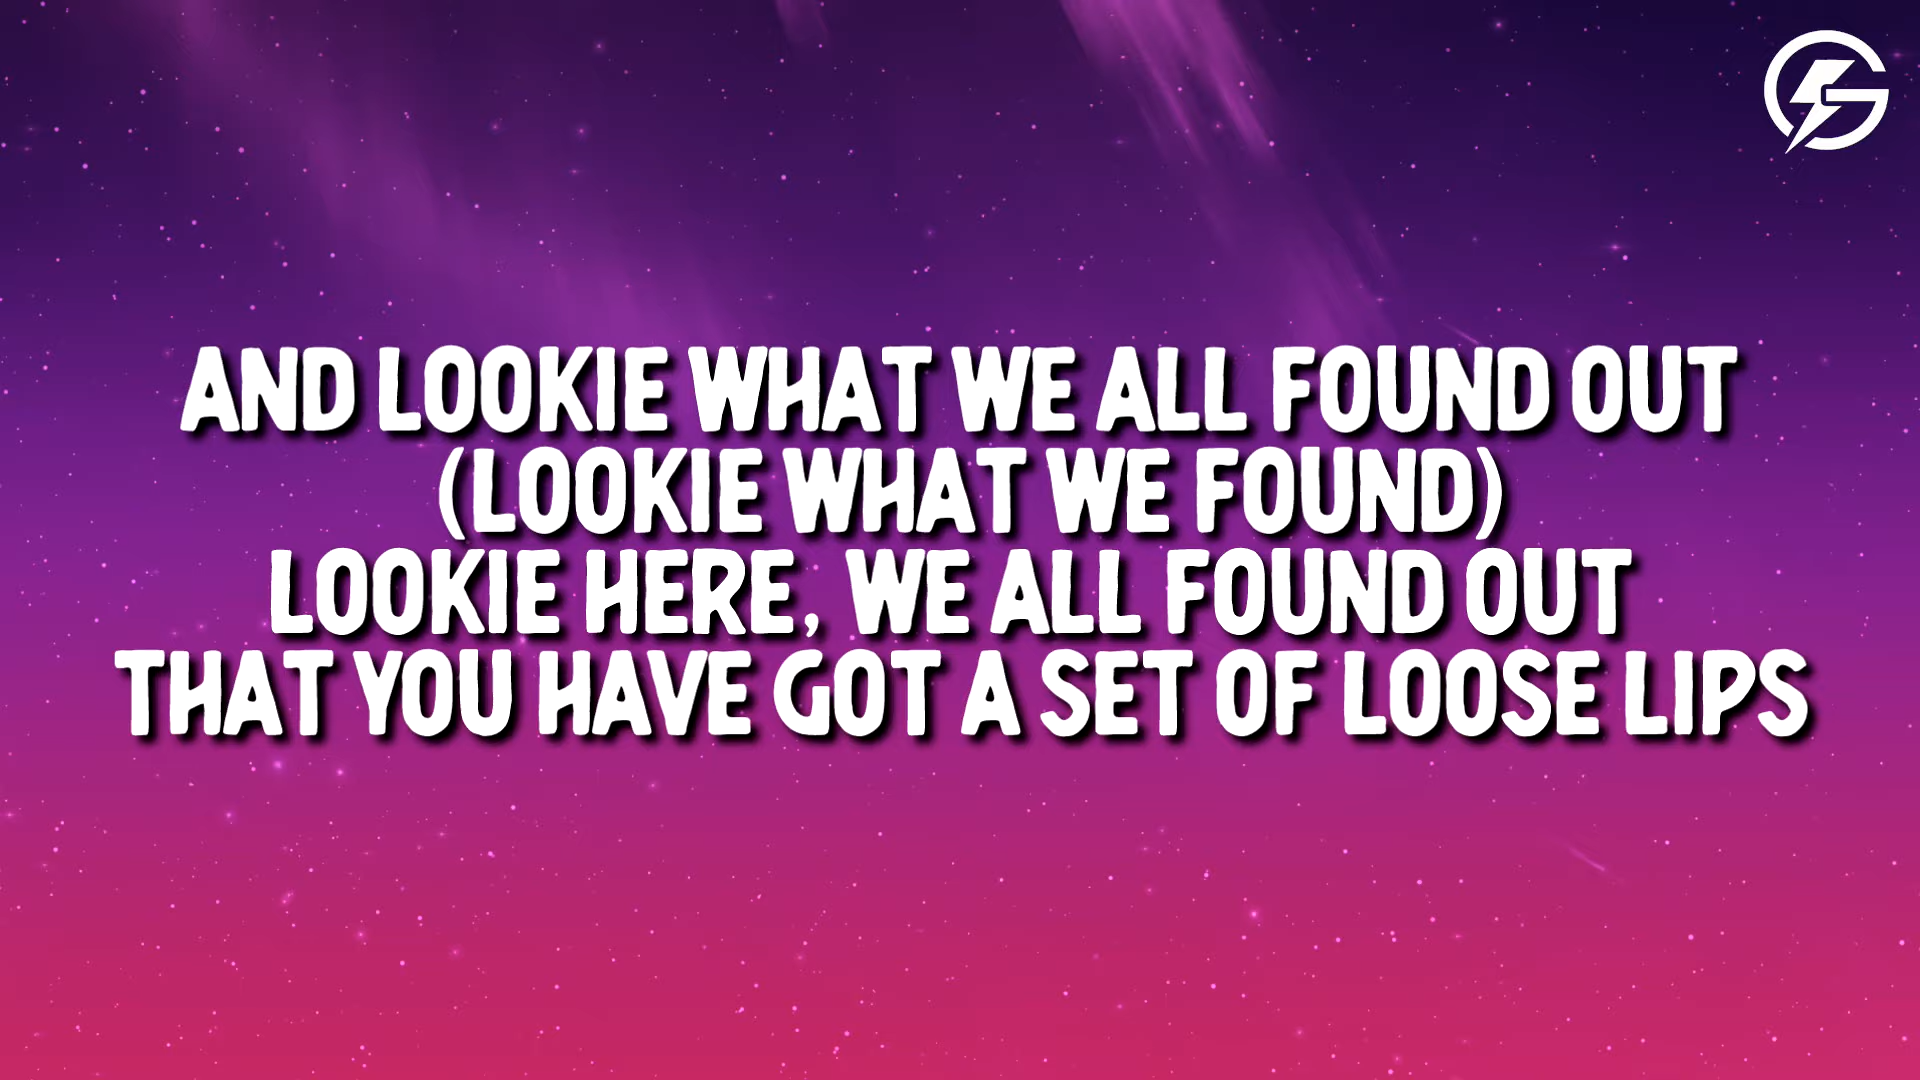 AND LOOKIE WHAT WE ALL FOUND OUT
(LOOKIE WHAT WE FOUND)
LOOKIE HERE, WE ALL FOUND OUT
THAT YOU HAVE GOT A SET OF LOOSE LIPS